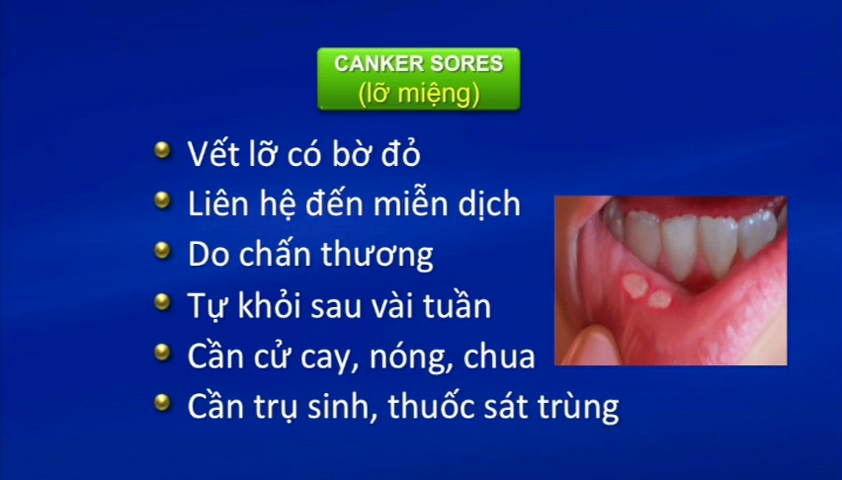 CANKER SORES
(lỡ miệng)
Vết lỡ có bờ đỏ
Liên hệ đến miễn dịch
Do chấn thương
Tự khỏi sau vài tuần
Cần cử cay, nóng, chua
Cần trụ sinh, thuốc sát trùng